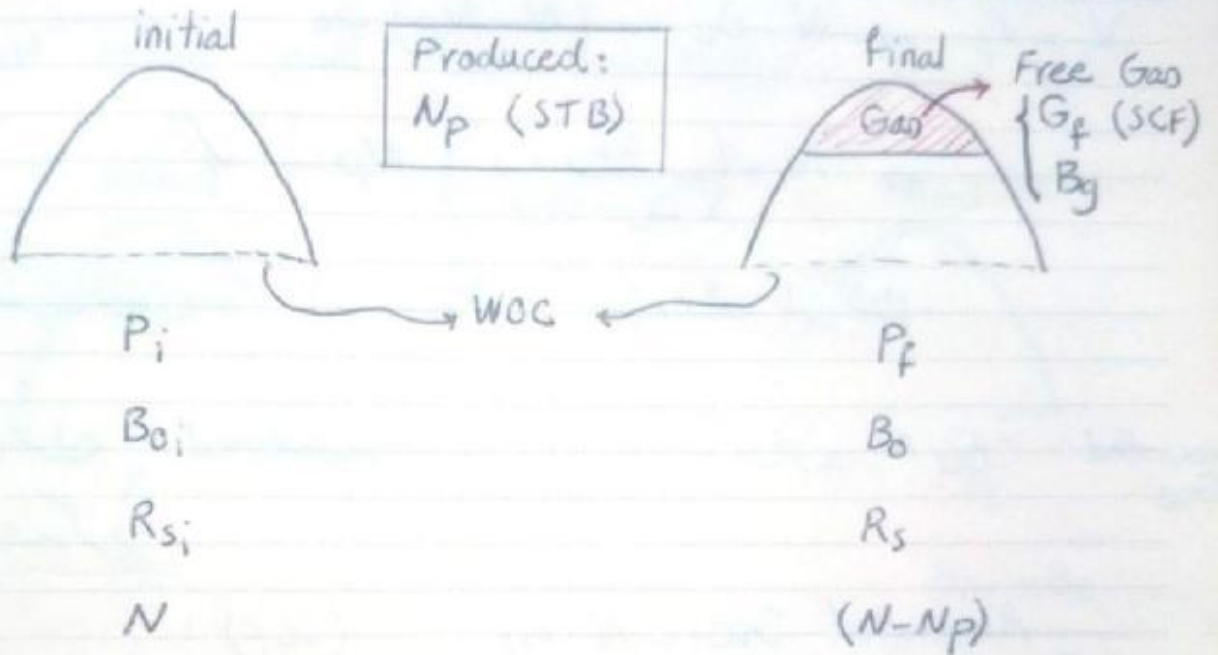 initial
Produced:
Np (STB)
final
Free Gas
Gas
Gf (SCF)
Bg
WOC
Pi
Pf
Boi
Bo
Rsi
Rs
N
(N-Np)